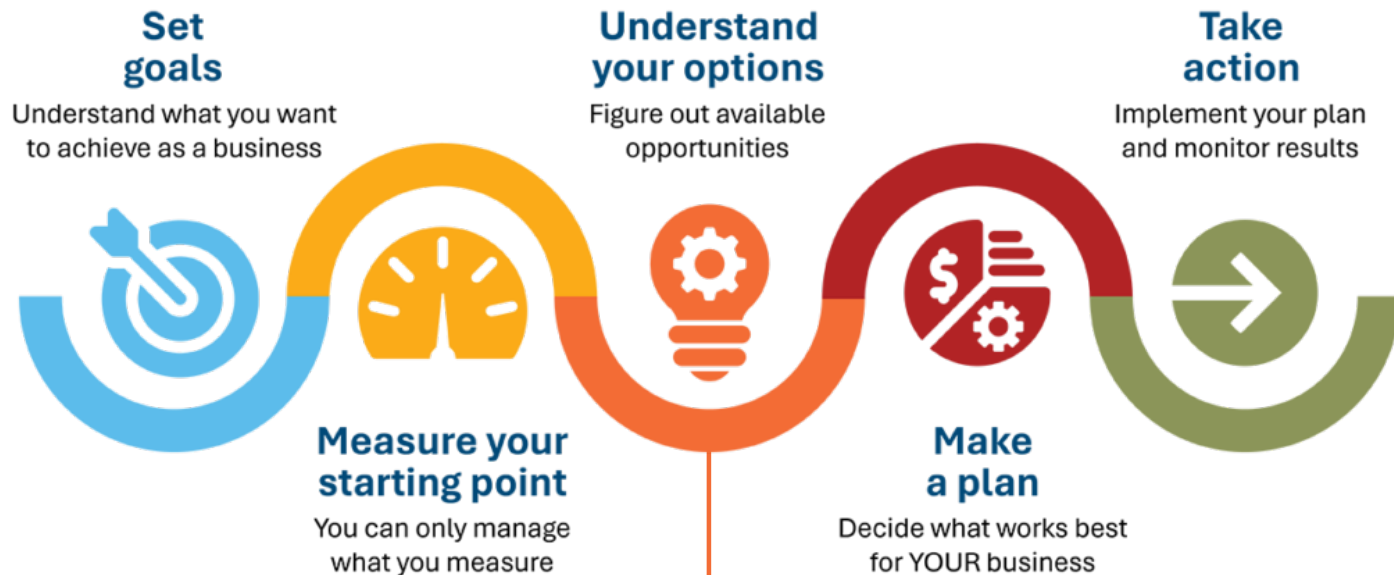 Set
goals
Understand what you want
to achieve as a business
Measure your
starting point
You can only manage
what you measure
Understand
your options
Figure out available
opportunities
$
Make
a plan
Decide what works best
for YOUR business
Take
action
Implement your plan
and monitor results